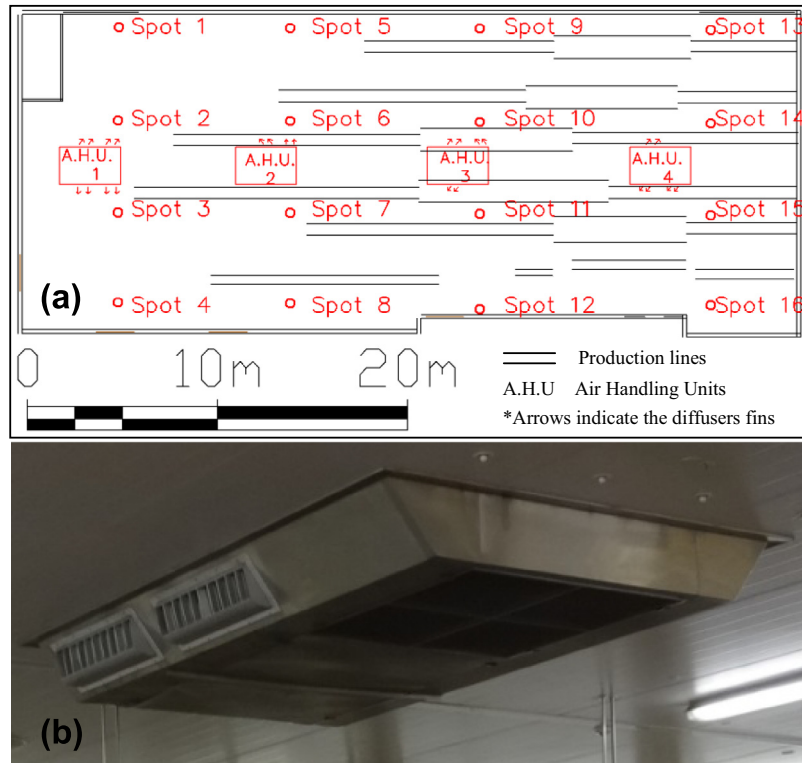 Spot 1 Spot 5 Spot 9 Spot 13
Spot 2 Spot 6 Spot 10 Spot 14
A.H.U. 1
A.H.U. 2
A.H.U. 3
A.H.U. 4
Spot 3 Spot 7 Spot 11 Spot 15
(a)
Spot 4 Spot 8 Spot 12 Spot 16
0 10m 20m
Production lines
A.H.U Air Handling Units
*Arrows indicate the diffusers fins
(b)